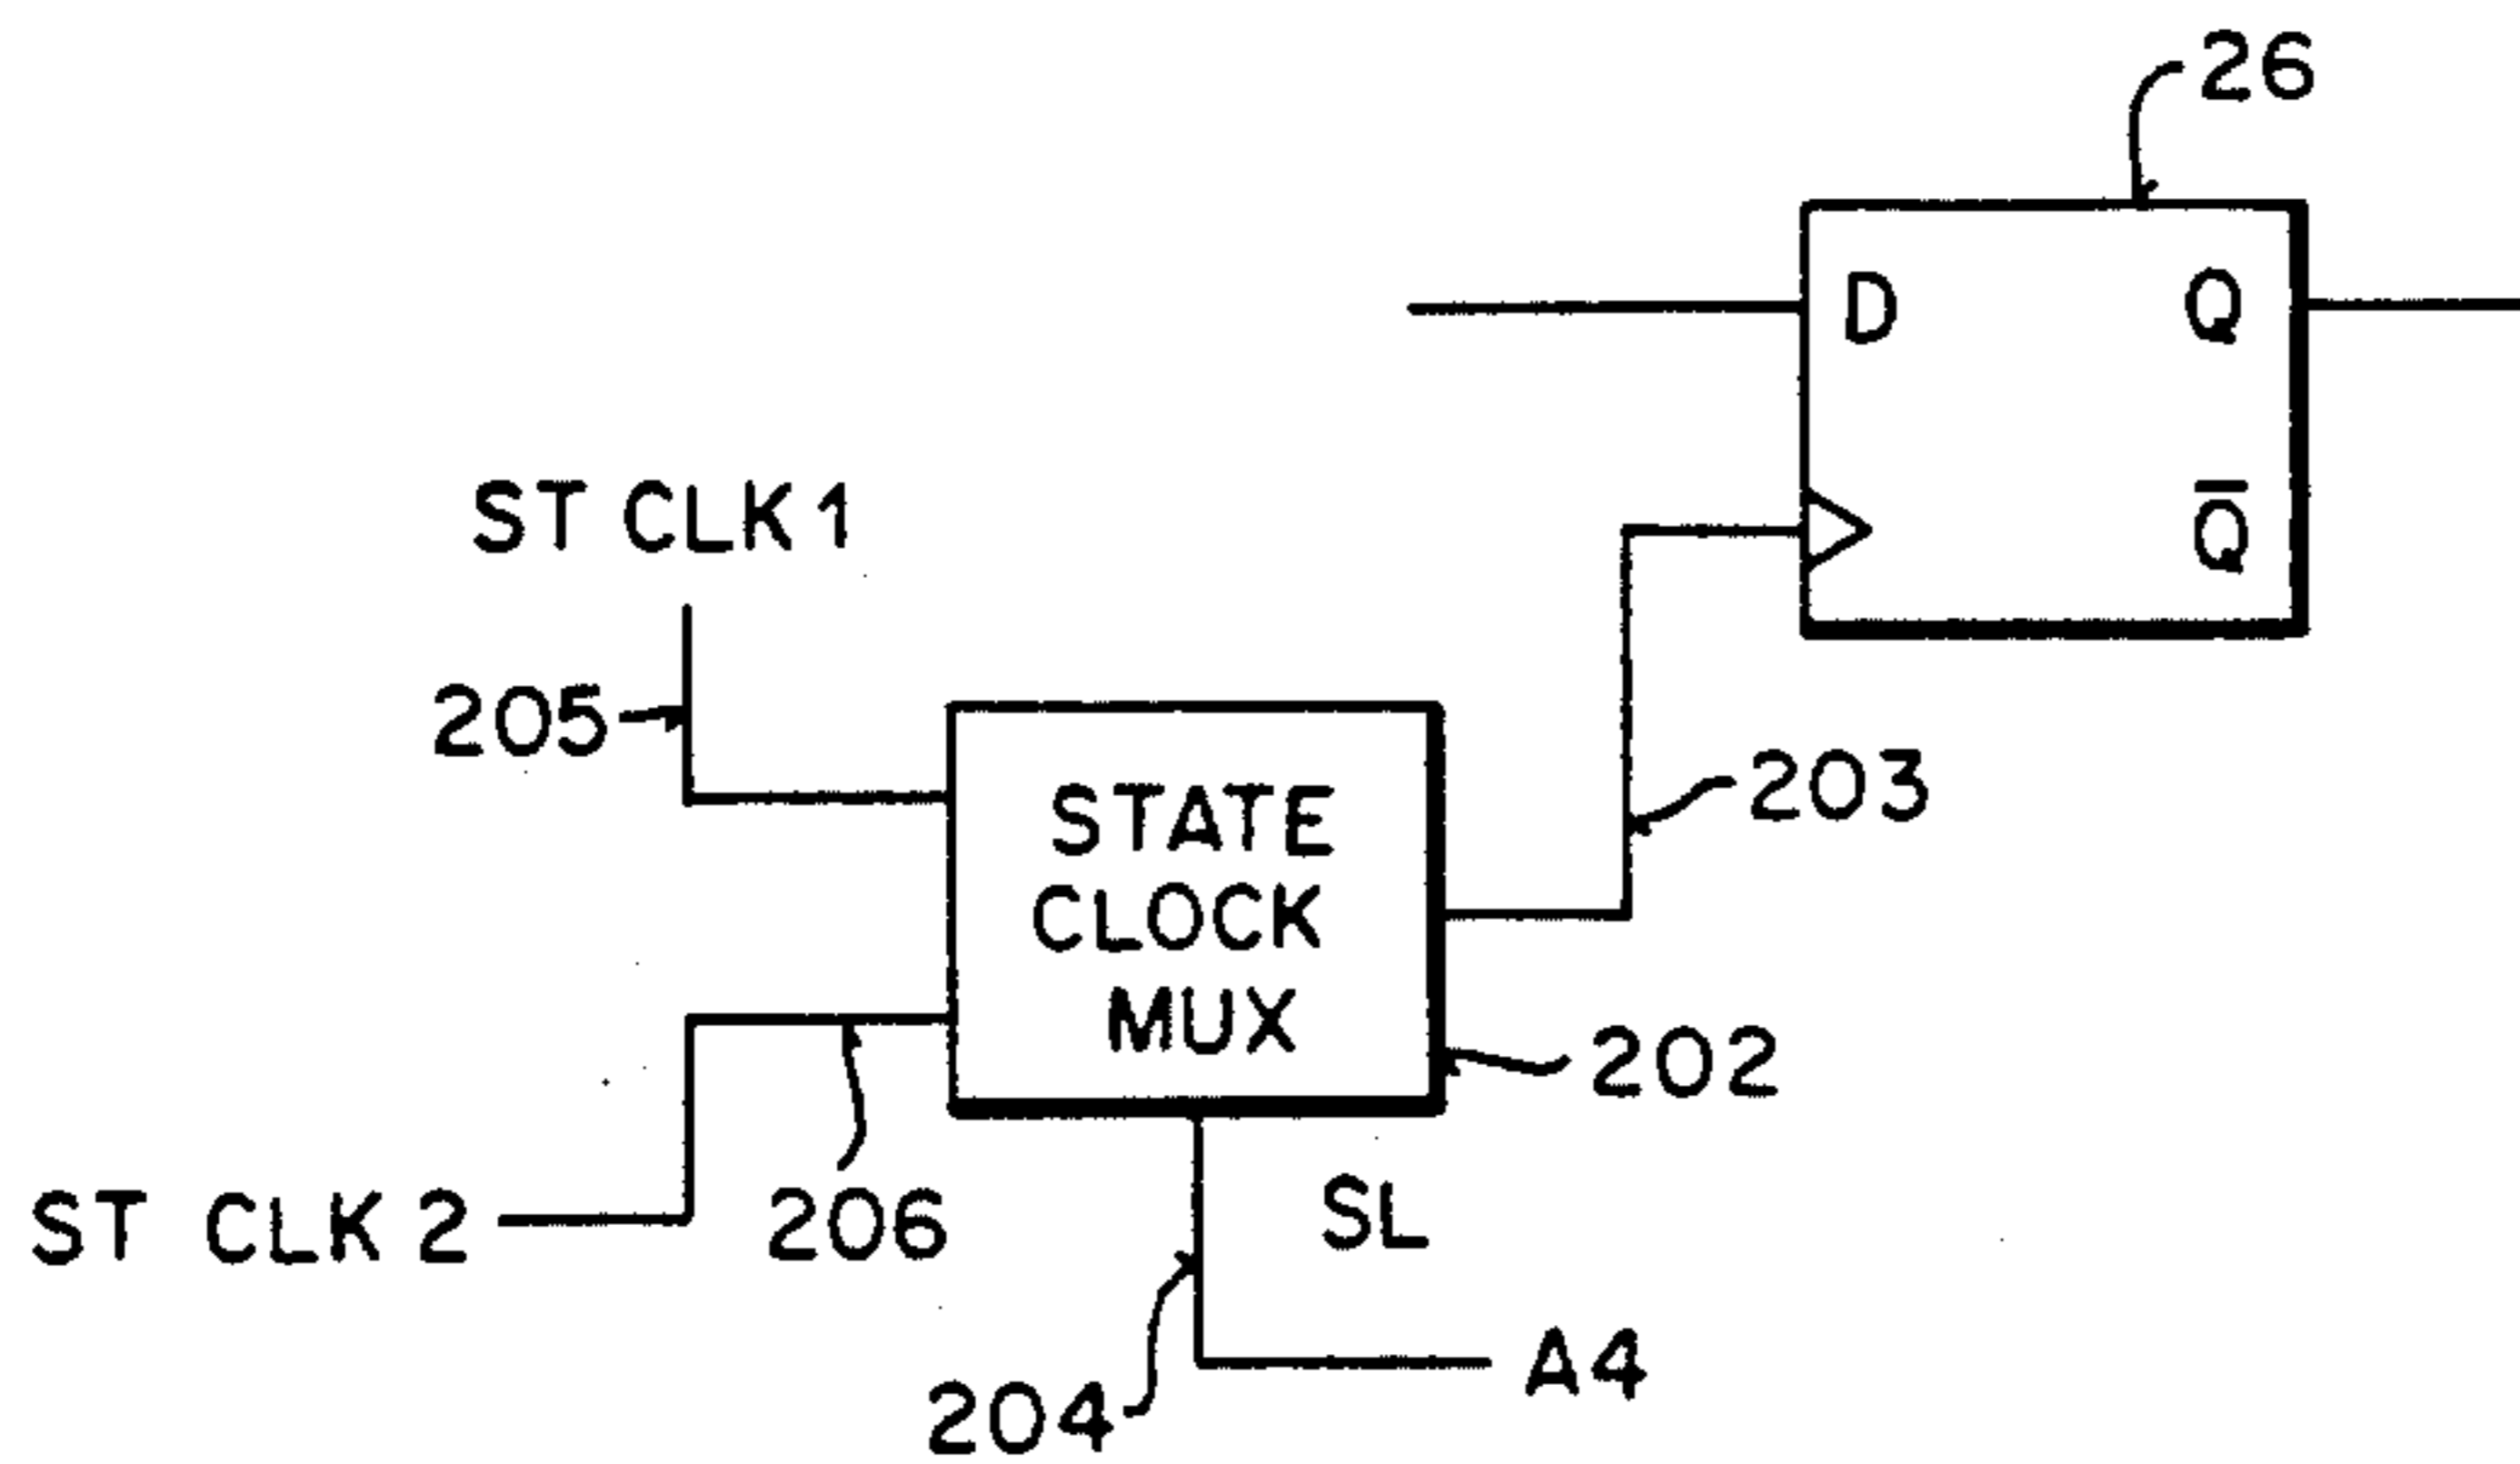 26
D Q
ST CLK 1
Q̅
205
STATE
CLOCK
MUX
203
202
ST CLK 2
206
SL
A4
204